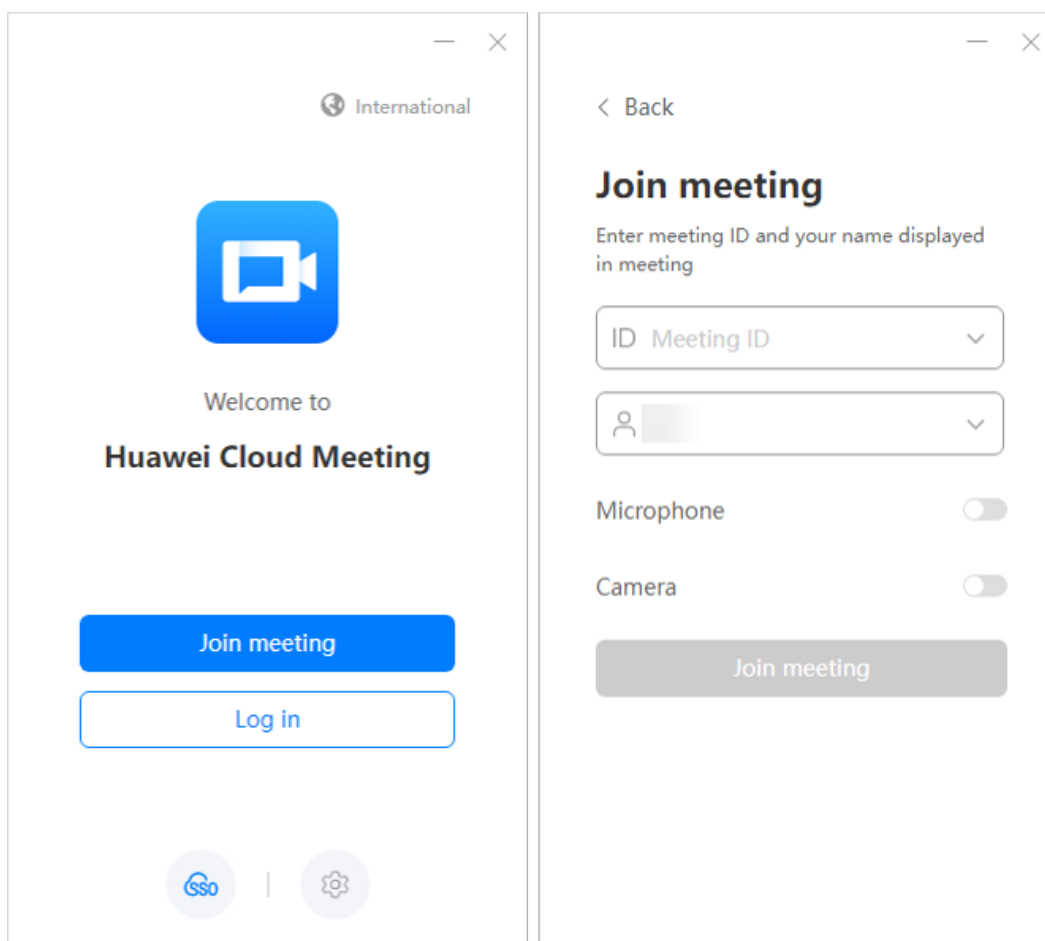 International
Welcome to
Huawei Cloud Meeting
Join meeting
Log in
SSO
Back
Join meeting
Enter meeting ID and your name displayed
in meeting
ID Meeting ID
Microphone
Camera
Join meeting